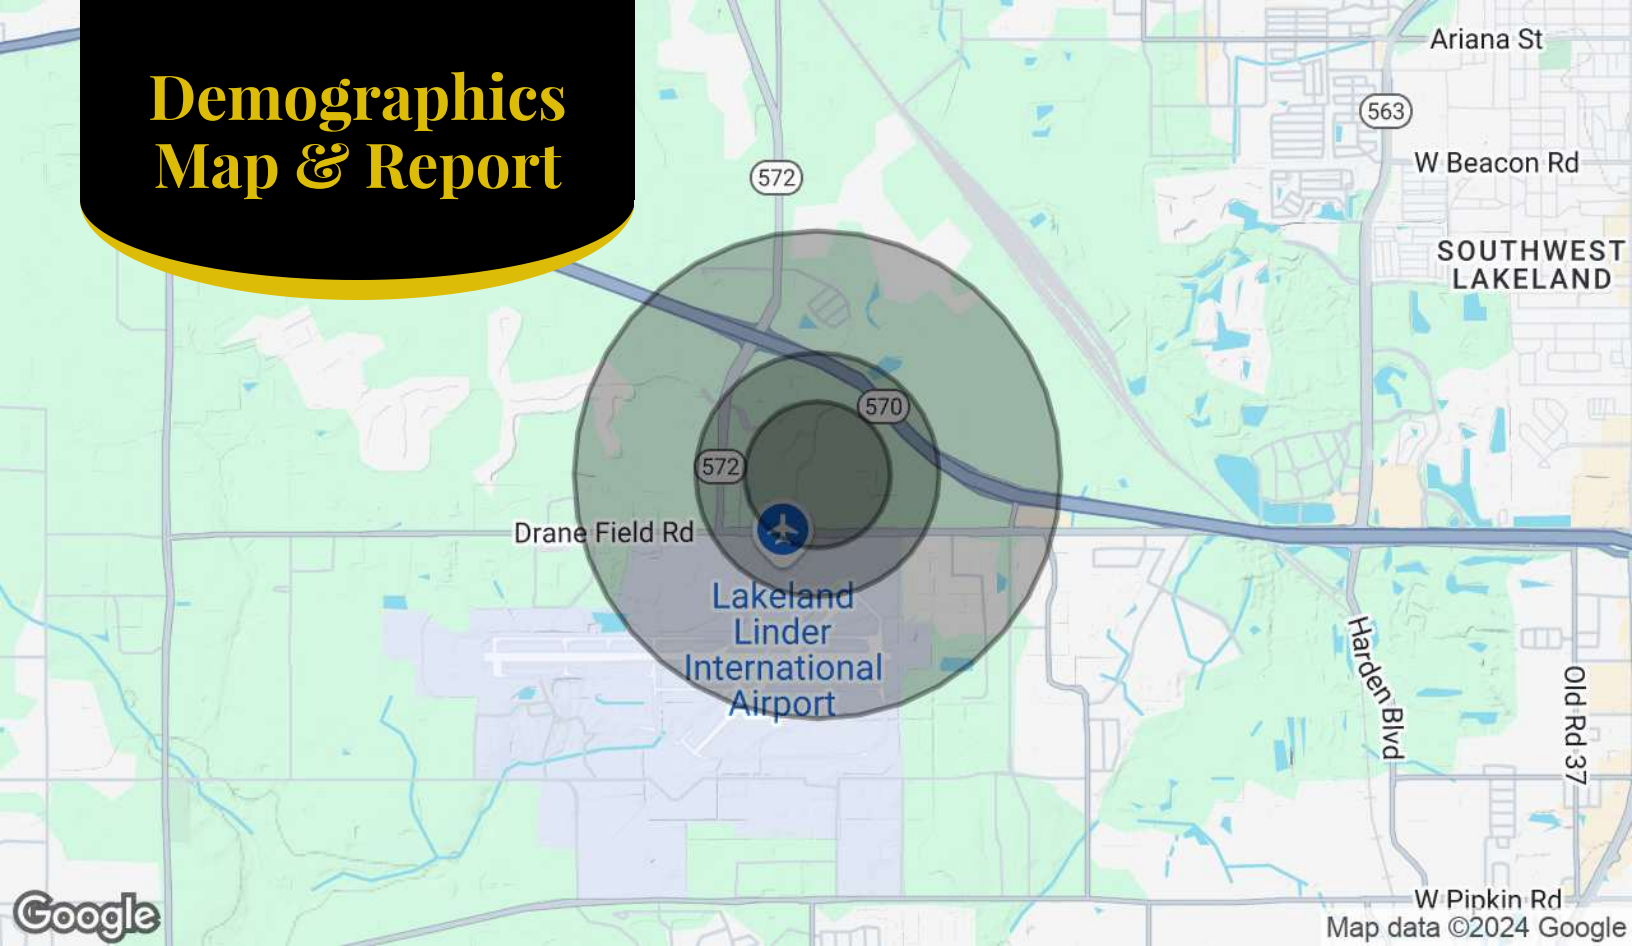 Demographics
Map & Report
Ariana St
563
W Beacon Rd
572
SOUTHWEST
LAKELAND
570
572
Drane Field Rd
Lakeland
Linder
International
Airport
Harden Blvd
Old Rd 37
W Pipkin Rd
Google
Map data ©2024 Google